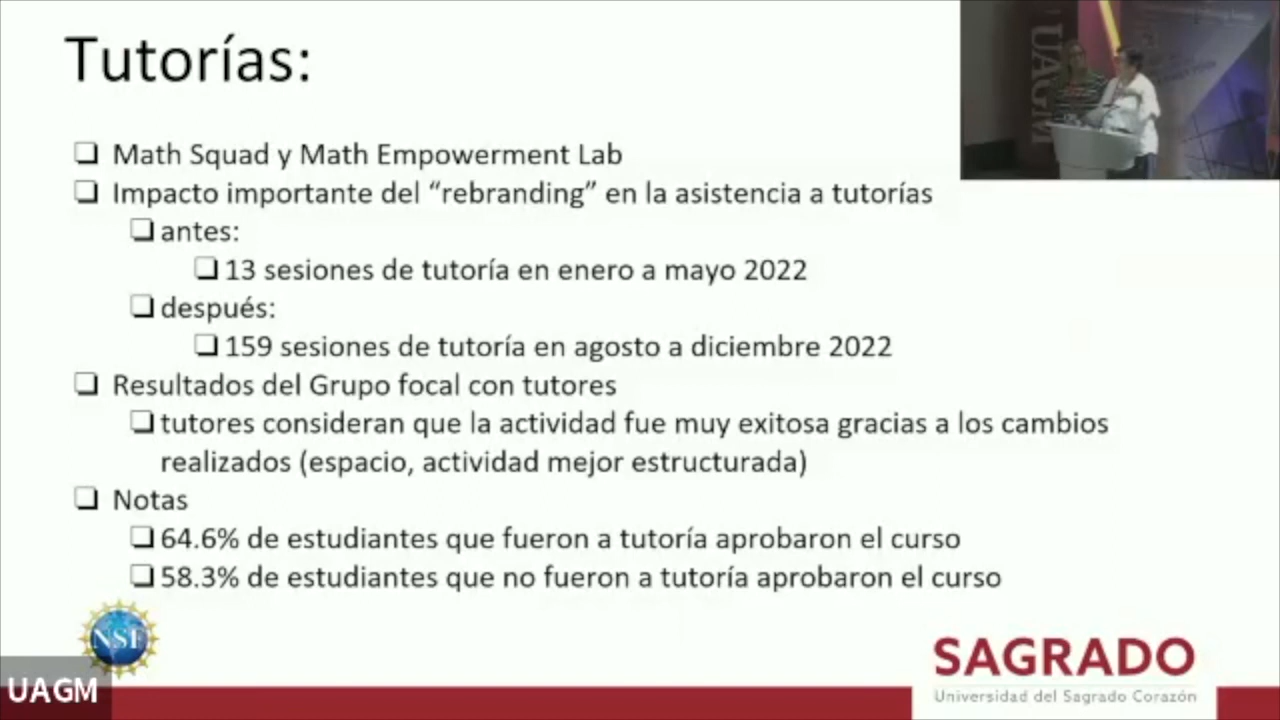 Tutorías:
Math Squad y Math Empowerment Lab
Impacto importante del “rebranding” en la asistencia a tutorías
antes:
13 sesiones de tutoría en enero a mayo 2022
después:
159 sesiones de tutoría en agosto a diciembre 2022
Resultados del Grupo focal con tutores
tutores consideran que la actividad fue muy exitosa gracias a los cambios
realizados (espacio, actividad mejor estructurada)
Notas
64.6% de estudiantes que fueron a tutoría aprobaron el curso
58.3% de estudiantes que no fueron a tutoría aprobaron el curso
NSF
UAGM
SAGRADO
Universidad del Sagrado Corazón
UAGM